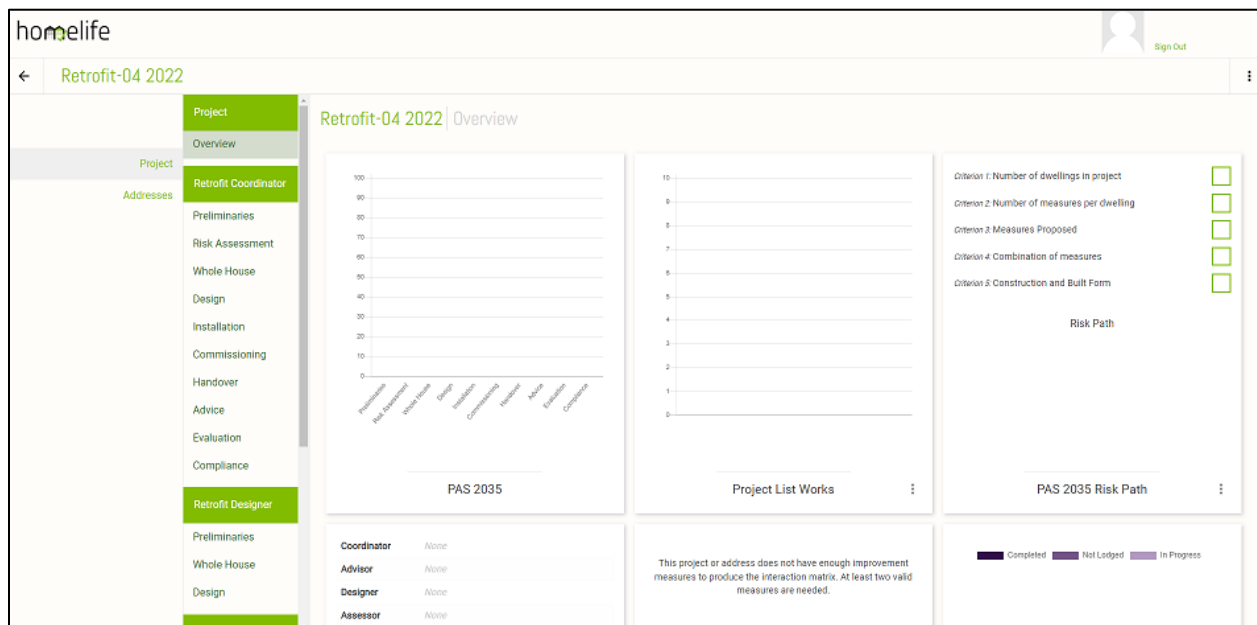 homelife
Sign Out
Retrofit-04 2022
Project
Addresses
Project
Overview
Retrofit Coordinator
Preliminaries
Risk Assessment
Whole House
Design
Installation
Commissioning
Handover
Advice
Evaluation
Compliance
Retrofit Designer
Preliminaries
Whole House
Design
Retrofit-04 2022 Overview
100
90
80
70
60
50
40
30
20
10
0
Preliminaries
Risk Assessment
Whole House
Design
Installation
Commissioning
Handover
Advice
Evaluation
Compliance
PAS 2035
10
9
8
7
6
5
4
3
2
1
0
Project List Works
Criterion 1: Number of dwellings in project
Criterion 2: Number of measures per dwelling
Criterion 3: Measures Proposed
Criterion 4: Combination of measures
Criterion 5: Construction and Built Form
Risk Path
PAS 2035 Risk Path
Coordinator None
Advisor None
Designer None
Assessor None
This project or address does not have enough improvement
measures to produce the interaction matrix. At least two valid
measures are needed.
Completed Not Lodged In Progress